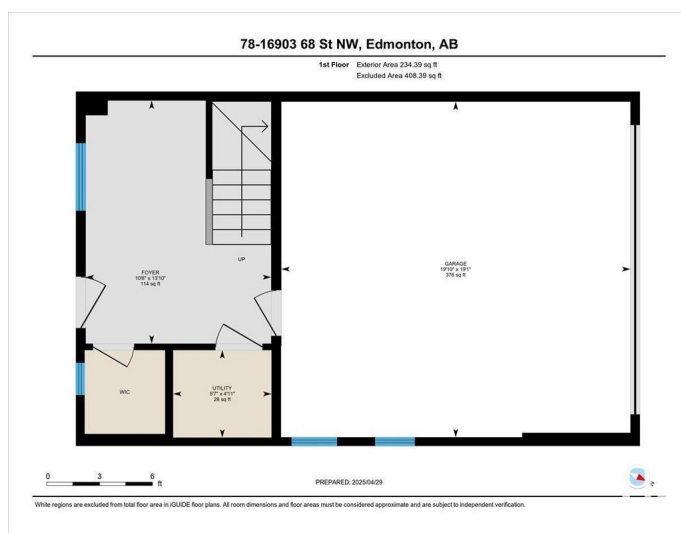 78-16903 68 St NW, Edmonton, AB
1st Floor Exterior Area 234.39 sq ft
Excluded Area 408.39 sq ft
UP
FOYER
10'6" x 13'10"
114 sq ft
GARAGE
19'10" x 19'1"
376 sq ft
WIC
UTILITY
5'7" x 4'11"
28 sq ft
0 3 6
ft
PREPARED: 2025/04/29
White regions are excluded from total floor area in iGUIDE floor plans. All room dimensions and floor areas must be considered approximate and are subject to independent verification.